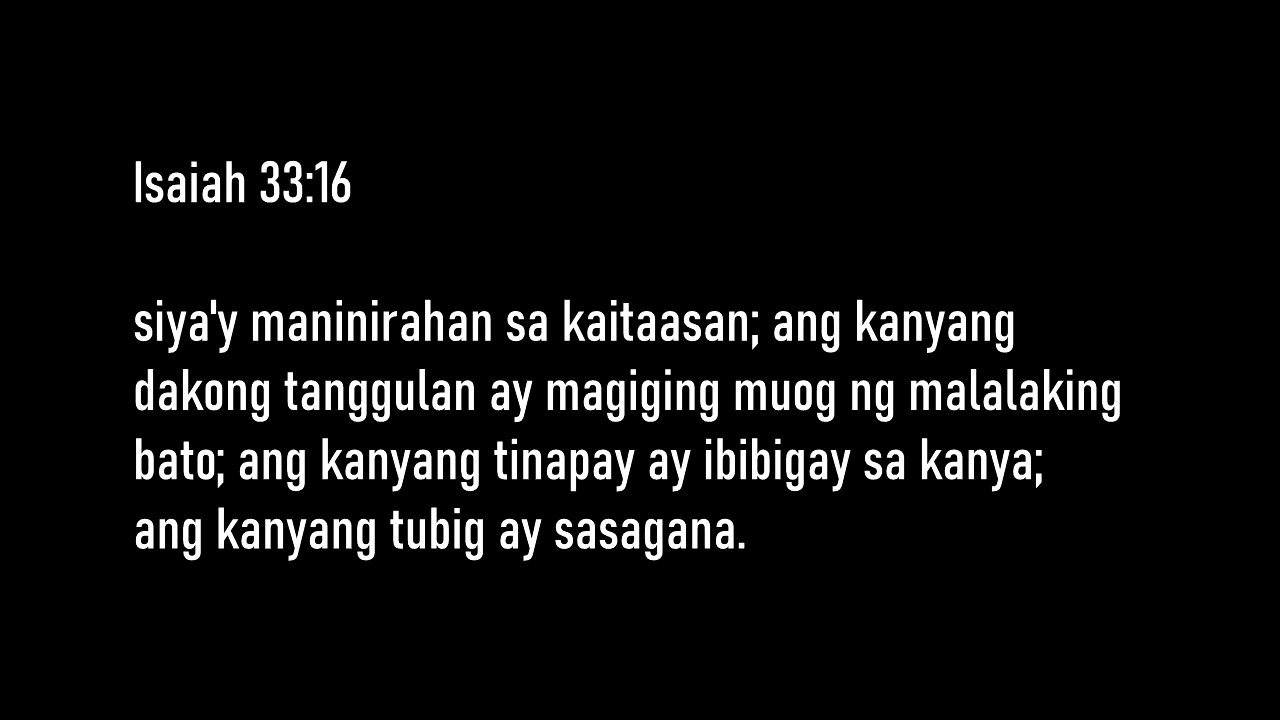 Isaiah 33:16
siya'y maninirahan sa kaitaasan; ang kanyang
dakong tanggulan ay magiging muog ng malalaking
bato; ang kanyang tinapay ay ibibigay sa kanya;
ang kanyang tubig ay sasagana.